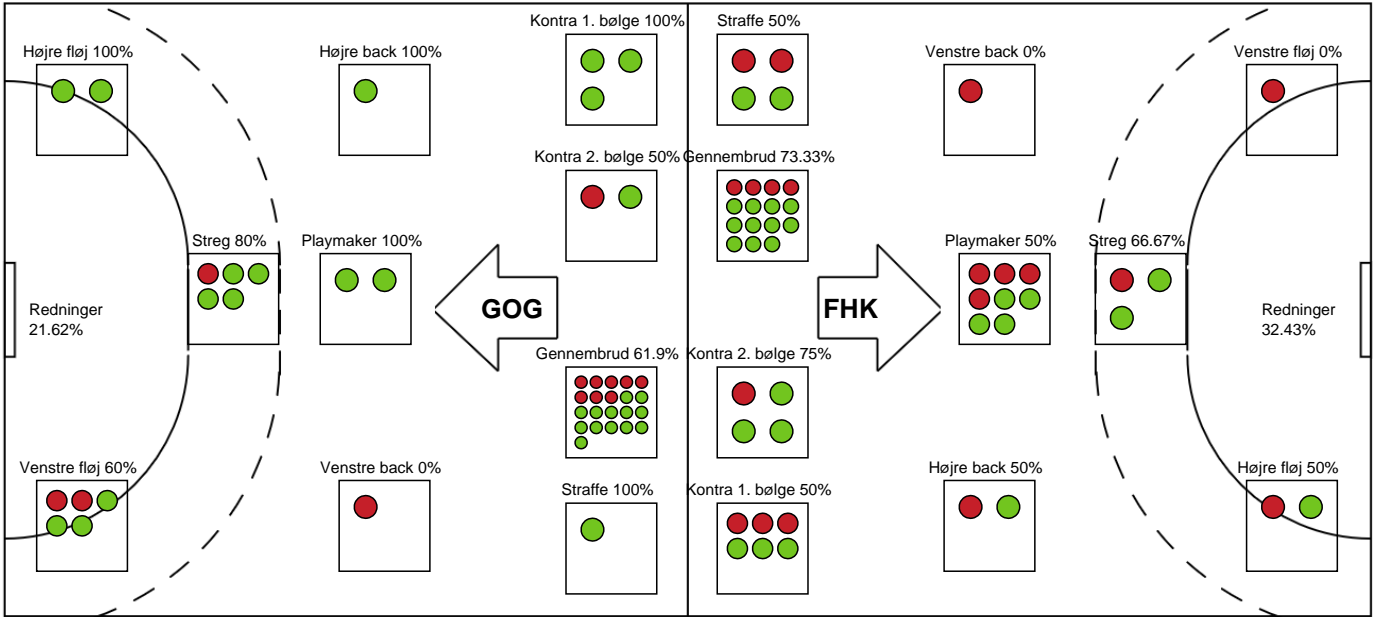 Kontra 1. bølge 100%
Straffe 50%
Højre fløj 100%
Højre back 100%
Venstre back 0%
Venstre fløj 0%
Kontra 2. bølge 50%
Gennembrud 73.33%
Streg 80%
Playmaker 100%
Playmaker 50%
Streg 66.67%
Redninger
21.62%
GOG
FHK
Redninger
32.43%
Gennembrud 61.9%
Kontra 2. bølge 75%
Venstre fløj 60%
Venstre back 0%
Højre back 50%
Højre fløj 50%
Straffe 100%
Kontra 1. bølge 50%